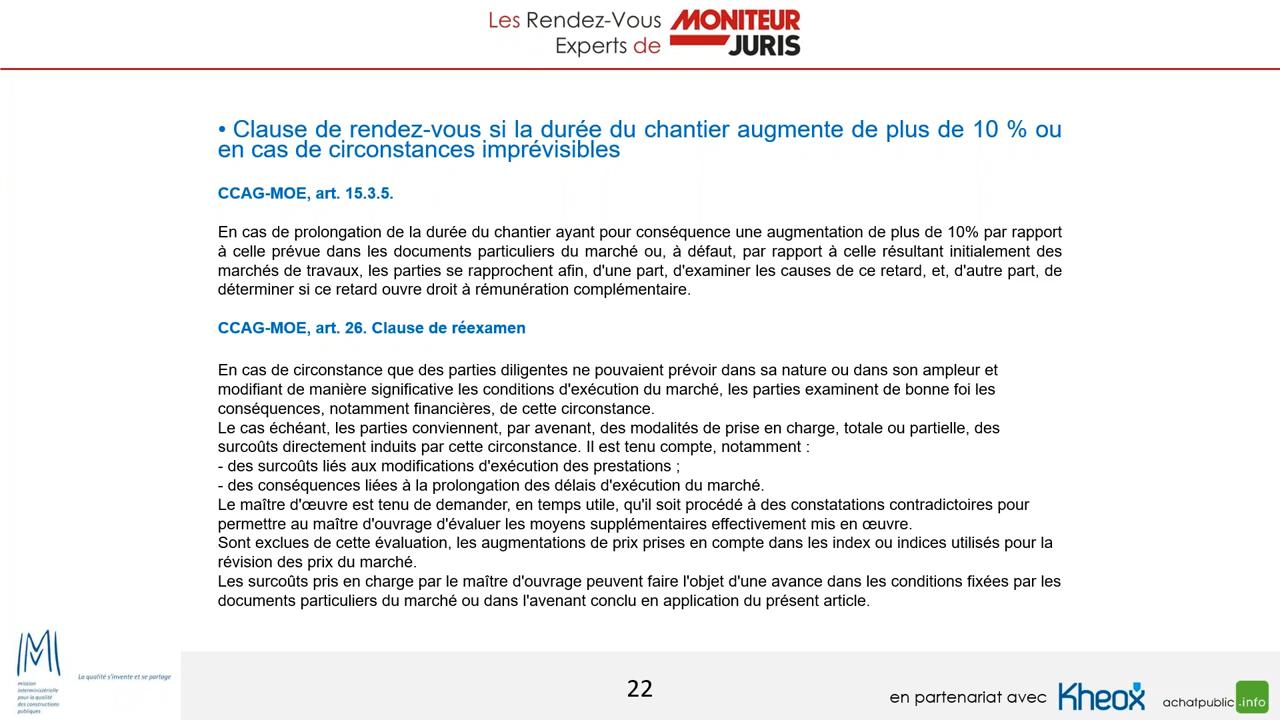 Les Rendez-Vous
Experts de
MONITEUR
JURIS
• Clause de rendez-vous si la durée du chantier augmente de plus de 10 % ou
en cas de circonstances imprévisibles
CCAG-MOE, art. 15.3.5.
En cas de prolongation de la durée du chantier ayant pour conséquence une augmentation de plus de 10% par rapport
à celle prévue dans les documents particuliers du marché ou, à défaut, par rapport à celle résultant initialement des
marchés de travaux, les parties se rapprochent afin, d'une part, d'examiner les causes de ce retard, et, d'autre part, de
déterminer si ce retard ouvre droit à rémunération complémentaire.
CCAG-MOE, art. 26. Clause de réexamen
En cas de circonstance que des parties diligentes ne pouvaient prévoir dans sa nature ou dans son ampleur et
modifiant de manière significative les conditions d'exécution du marché, les parties examinent de bonne foi les
conséquences, notamment financières, de cette circonstance.
Le cas échéant, les parties conviennent, par avenant, des modalités de prise en charge, totale ou partielle, des
surcoûts directement induits par cette circonstance. Il est tenu compte, notamment :
- des surcoûts liés aux modifications d'exécution des prestations ;
- des conséquences liées à la prolongation des délais d'exécution du marché.
Le maître d'œuvre est tenu de demander, en temps utile, qu'il soit procédé à des constatations contradictoires pour
permettre au maître d'ouvrage d'évaluer les moyens supplémentaires effectivement mis en œuvre.
Sont exclues de cette évaluation, les augmentations de prix prises en compte dans les index ou indices utilisés pour la
révision des prix du marché.
Les surcoûts pris en charge par le maître d'ouvrage peuvent faire l'objet d'une avance dans les conditions fixées par les
documents particuliers du marché ou dans l'avenant conclu en application du présent article.
mission
interministérielle
pour la qualité
des constructions
publiques
La qualité s'invente et se partage
22
en partenariat avec
Kheox
achatpublic.info